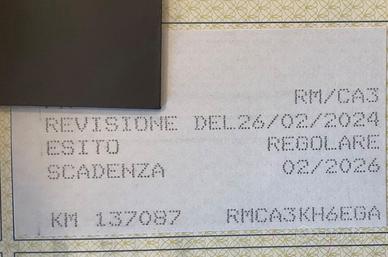 RM/CA3
REVISIONE DEL26/02/2024
ESITO REGOLARE
SCADENZA 02/2026
KM 137087 RMCA3KH6EGA